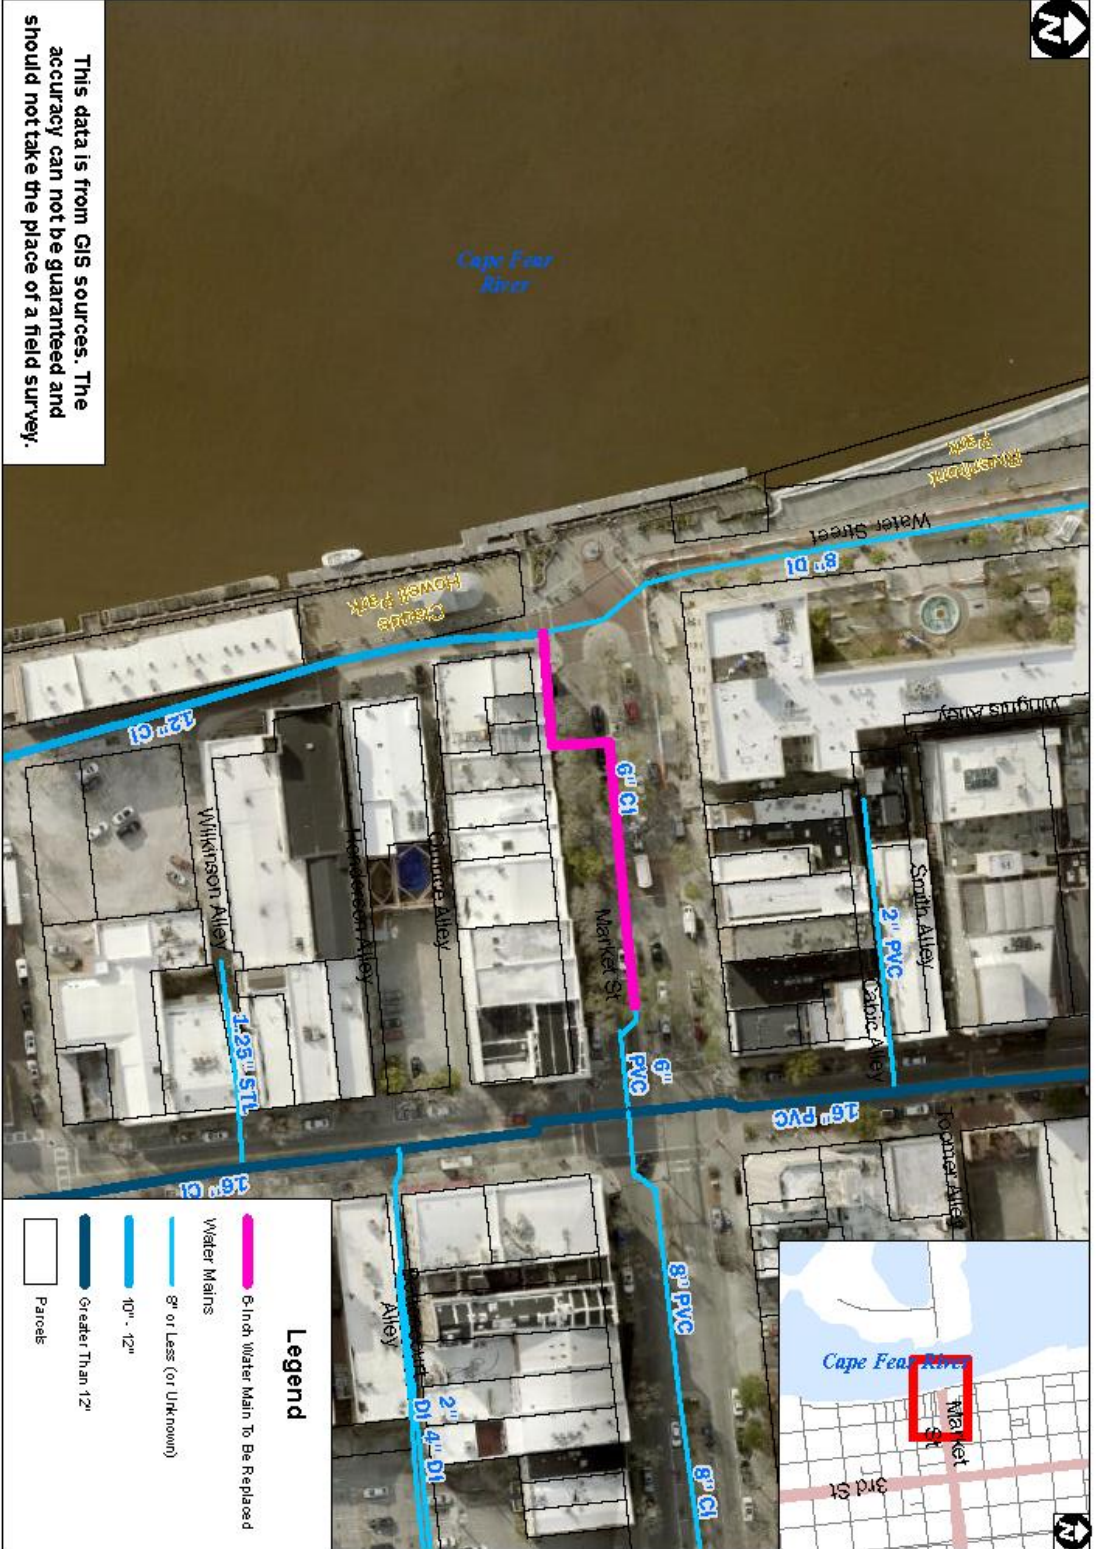 N
This data is from GIS sources. The
accuracy can not be guaranteed and
should not take the place of a field survey.
Cape Fear
River
Riverfront
Park
Water Street
8" DI
Claude
Howell Park
12" CI
6" CI
Market St
6"
PVC
Wrights Alley
Smith Alley
2" PVC
Cabic Alley
16" PVC
Wilkinson Alley
Henderson Alley
Alley
1.25" STL
16" CI
8" PVC
8" CI
Alley
2"
DI
4" DI
Cape Fear River
Market
St
3rd St
N
Legend
6-Inch Water Main To Be Replaced
Water Mains
8" or Less (or Unknown)
10" - 12"
Greater Than 12"
Parcels